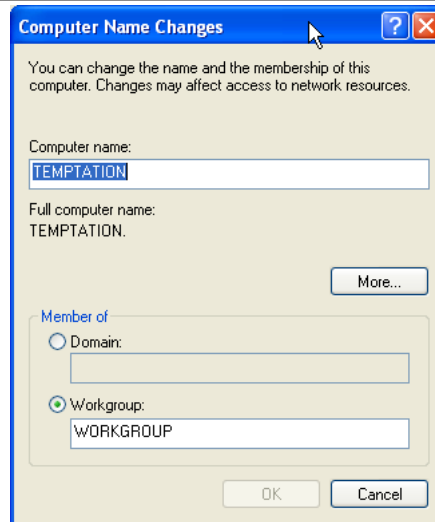 Computer Name Changes
You can change the name and the membership of this
computer. Changes may affect access to network resources.
Computer name:
TEMPTATION
Full computer name:
TEMPTATION.
More...
Member of
Domain:
Workgroup:
WORKGROUP
OK Cancel